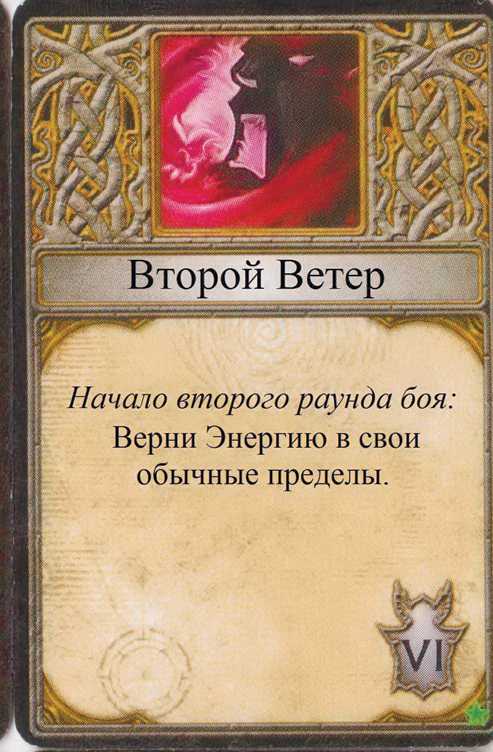 Второй Ветер
Начало второго раунда боя:
Верни Энергию в свои
обычные пределы.
VI